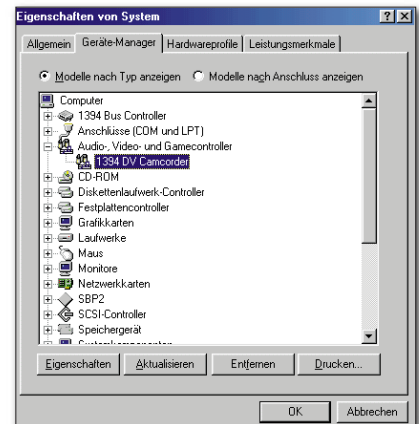 Eigenschaften von System
Allgemein Geräte-Manager Hardwareprofile Leistungsmerkmale
Modelle nach Typ anzeigen Modelle nach Anschluss anzeigen
Computer
1394 Bus Controller
Anschlüsse (COM und LPT)
Audio-, Video- und Gamecontroller
1394 DV Camcorder
CD-ROM
Diskettenlaufwerk-Controller
Festplattencontroller
Grafikkarten
Laufwerke
Maus
Monitore
Netzwerkkarten
SBP2
SCSI-Controller
Speichergerät
Systemkomponenten
Eigenschaften Aktualisieren Entfernen Drucken...
OK Abbrechen